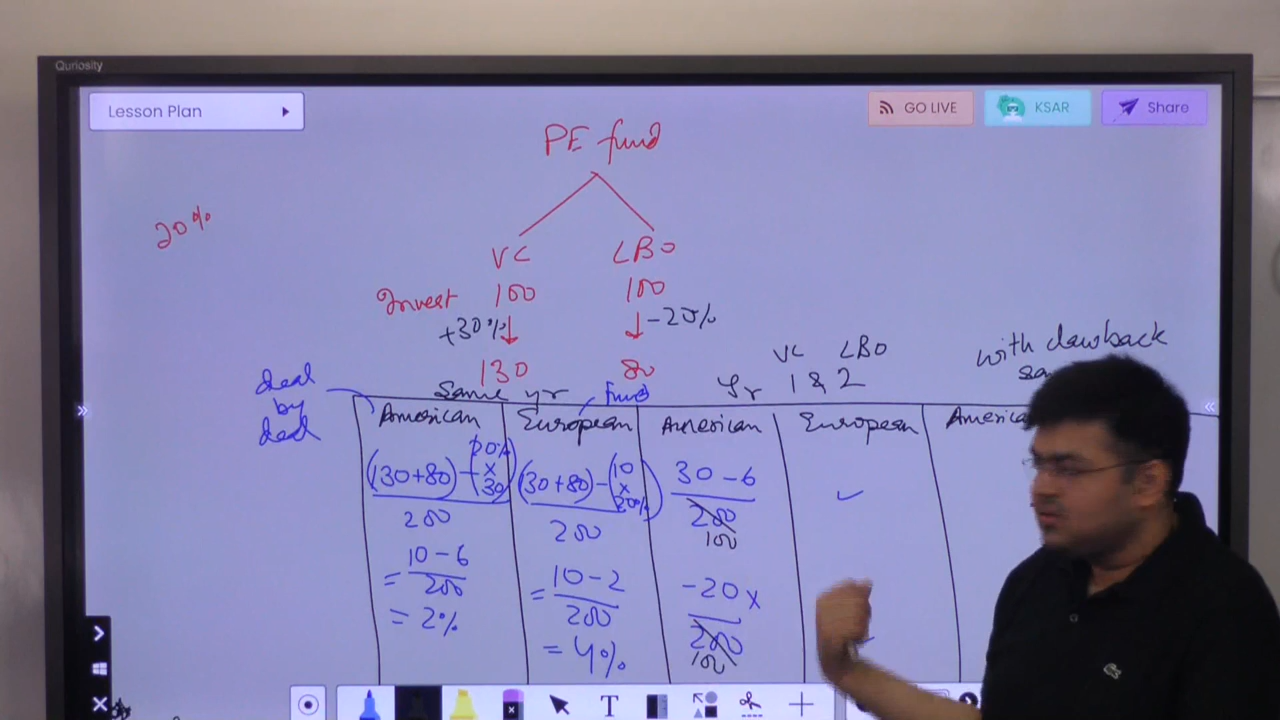 Quriosity
Lesson Plan
GO LIVE
KSAR
Share
PE fund
20%
VC LBO
Invest 100 100
+30% -20%
130 80
deal by deal
Same yr
fund
VC LBO
Yr 1 & 2
with clawback
American European American European
(130+80) - (20% x 30)
200
= 10-6
200
= 2%
(130+80) - (10 x 20%)
200
= 10-2
200
= 4%
30-6
200
100
-20 x
200
100